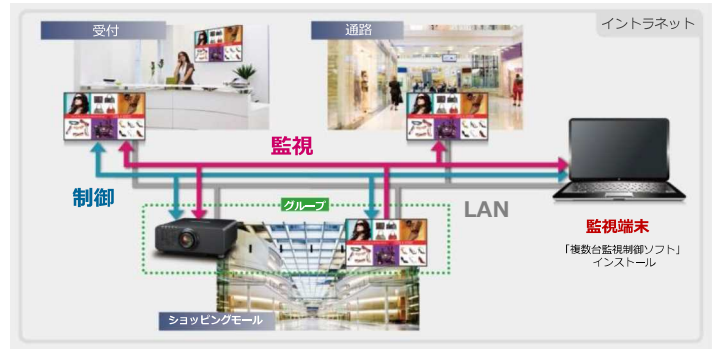 受付
通路
イントラネット
監視
制御
グループ
LAN
監視端末
「複数台監視制御ソフト」
インストール
ショッピングモール